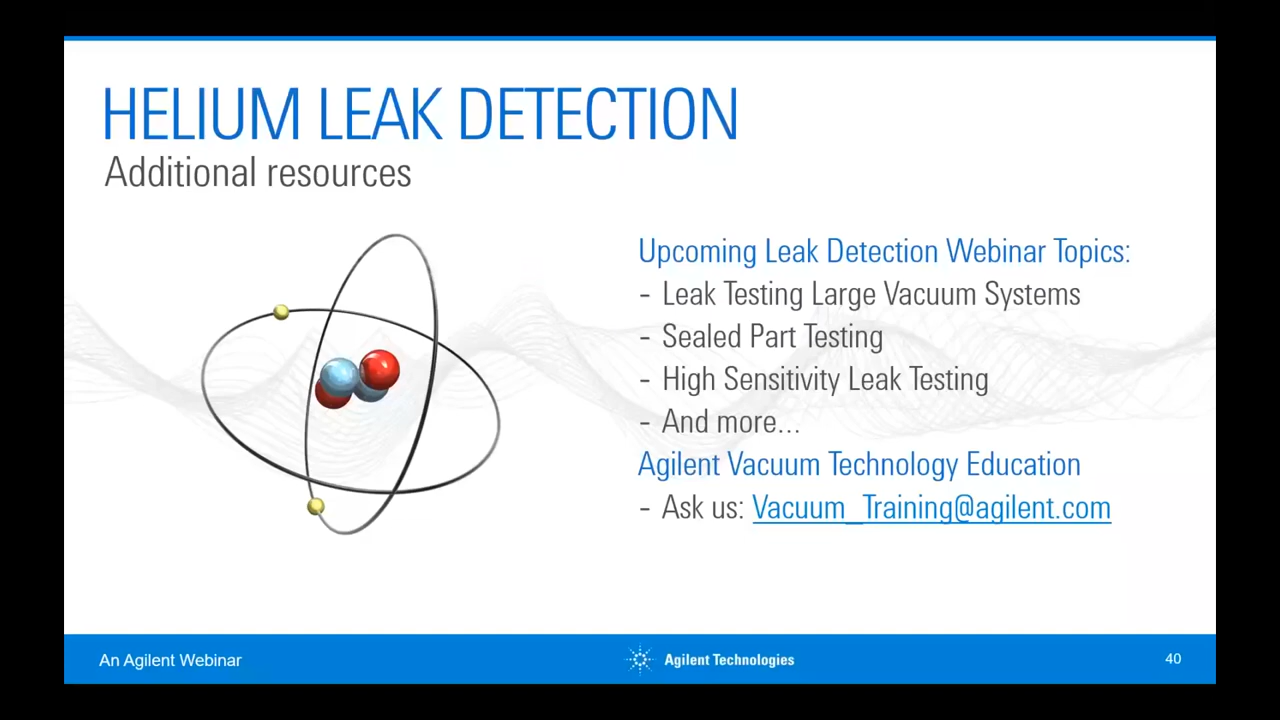 HELIUM LEAK DETECTION
Additional resources
Upcoming Leak Detection Webinar Topics:
- Leak Testing Large Vacuum Systems
- Sealed Part Testing
- High Sensitivity Leak Testing
- And more...
Agilent Vacuum Technology Education
- Ask us: Vacuum_Training@agilent.com
An Agilent Webinar
Agilent Technologies
40